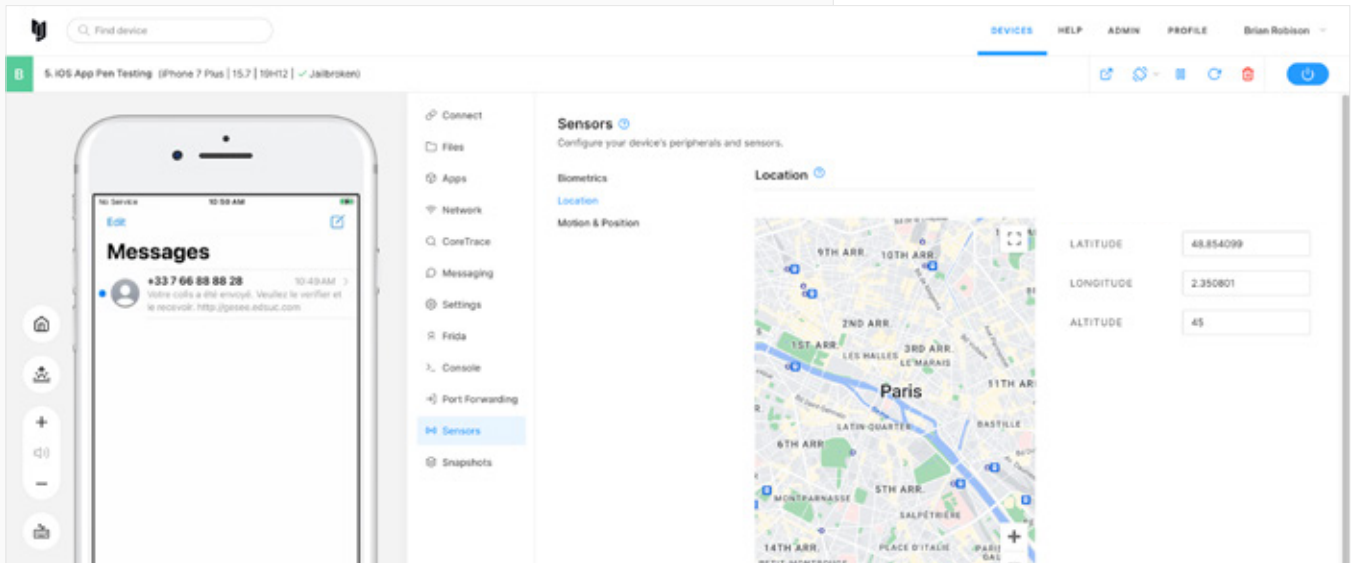 Find device
DEVICES
HELP
ADMIN
PROFILE
Brian Robison
B
5. iOS App Pen Testing (iPhone 7 Plus | 15.7 | 19H12 | ✓ Jailbroken)
No Service
10:59 AM
Edit
Messages
+33 7 66 88 88 28
10:49 AM
Votre colis a été envoyé. Veuillez le verifier et
le recevoir: http://gesee.edsuc.com
Connect
Files
Apps
Network
CoreTrace
Messaging
Settings
Frida
Console
Port Forwarding
Sensors
Snapshots
Sensors
Configure your device's peripherals and sensors.
Biometrics
Location
Motion & Position
Location
9TH ARR.
10TH ARR.
2ND ARR.
1ST ARR.
LES HALLES
3RD ARR.
LE MARAIS
Paris
11TH AR
LATIN QUARTER
BASTILLE
6TH ARR.
5TH ARR.
MONTPARNASSE
SALPÊTRIÈRE
14TH ARR.
PLACE D'ITALIE
LATITUDE
48.854099
LONGITUDE
2.350801
ALTITUDE
45